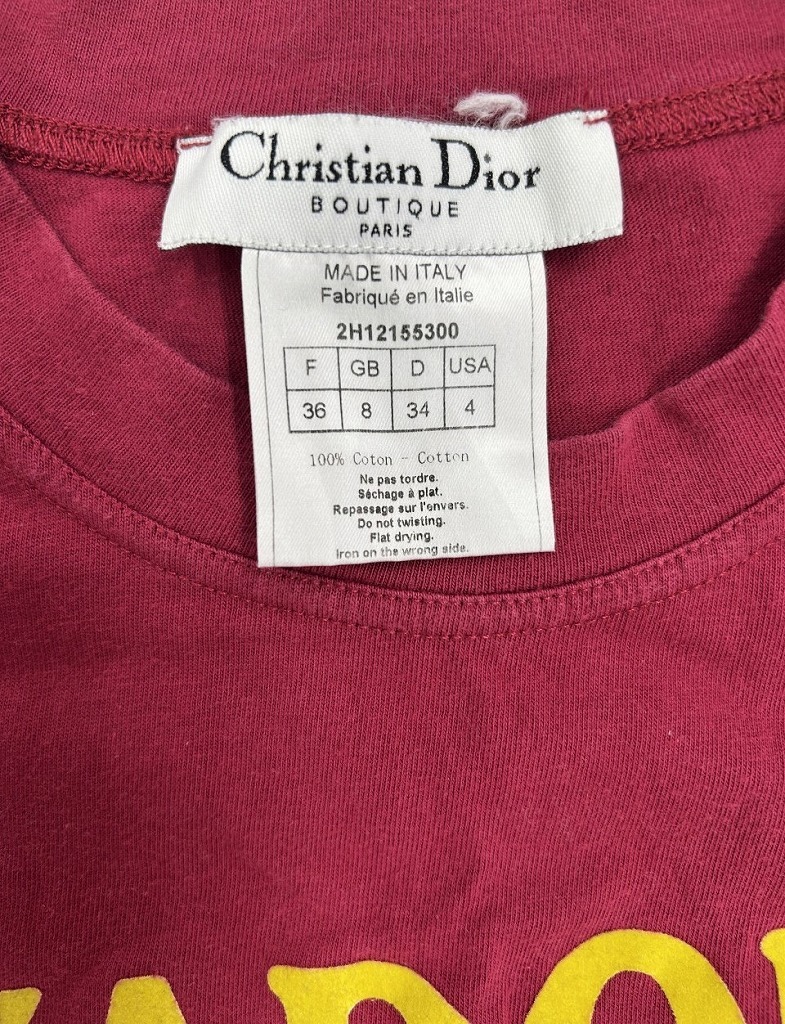 Christian Dior
BOUTIQUE
PARIS
MADE IN ITALY
Fabriqué en Italie
2H12155300
F GB D USA
36 8 34 4
100% Coton - Cotton
Ne pas tordre.
Séchage à plat.
Repassage sur l'envers.
Do not twisting.
Flat drying.
Iron on the wrong side.
ADO